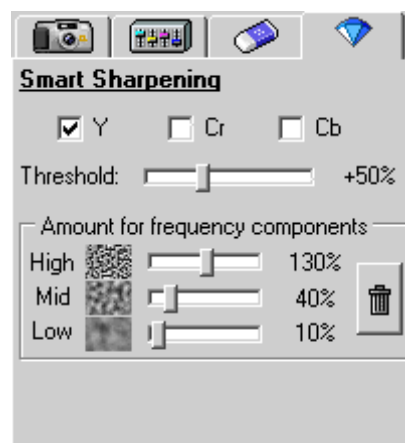 Smart Sharpening
Y Cr Cb
Threshold: +50%
Amount for frequency components
High 130%
Mid 40%
Low 10%